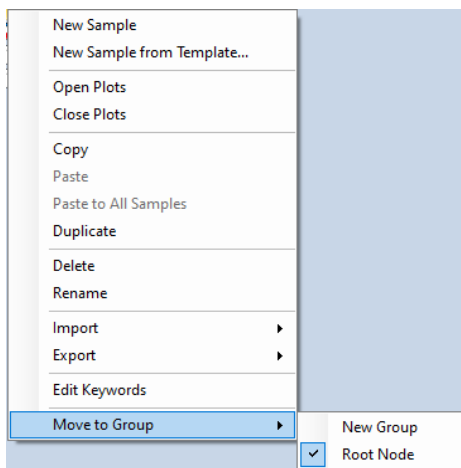 New Sample
New Sample from Template...
Open Plots
Close Plots
Copy
Paste
Paste to All Samples
Duplicate
Delete
Rename
Import
Export
Edit Keywords
Move to Group
New Group
Root Node